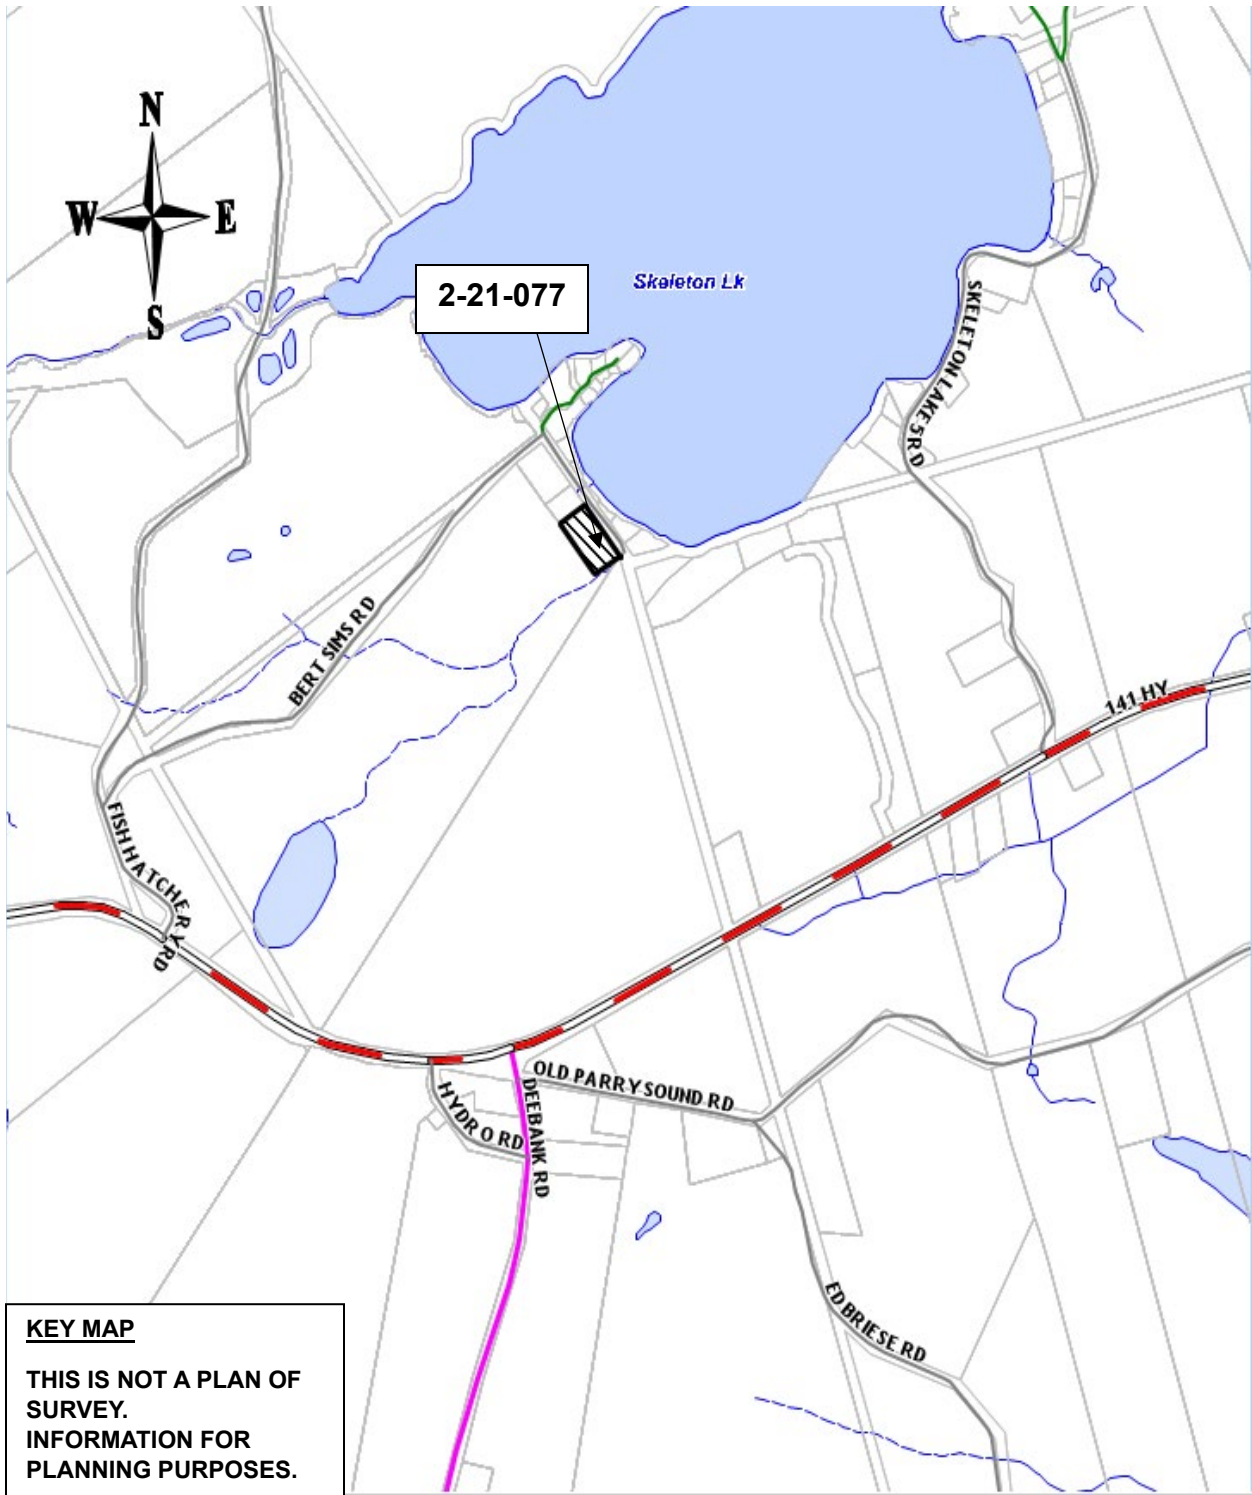 N
W E
S
2-21-077
Skeleton Lk
SKELETON LAKE 5 RD
BERT SIMS RD
141 HY
FISH HATCHERY RD
OLD PARRY SOUND RD
HYDRO RD
DEEBANK RD
ED BRIESE RD
KEY MAP
THIS IS NOT A PLAN OF
SURVEY.
INFORMATION FOR
PLANNING PURPOSES.